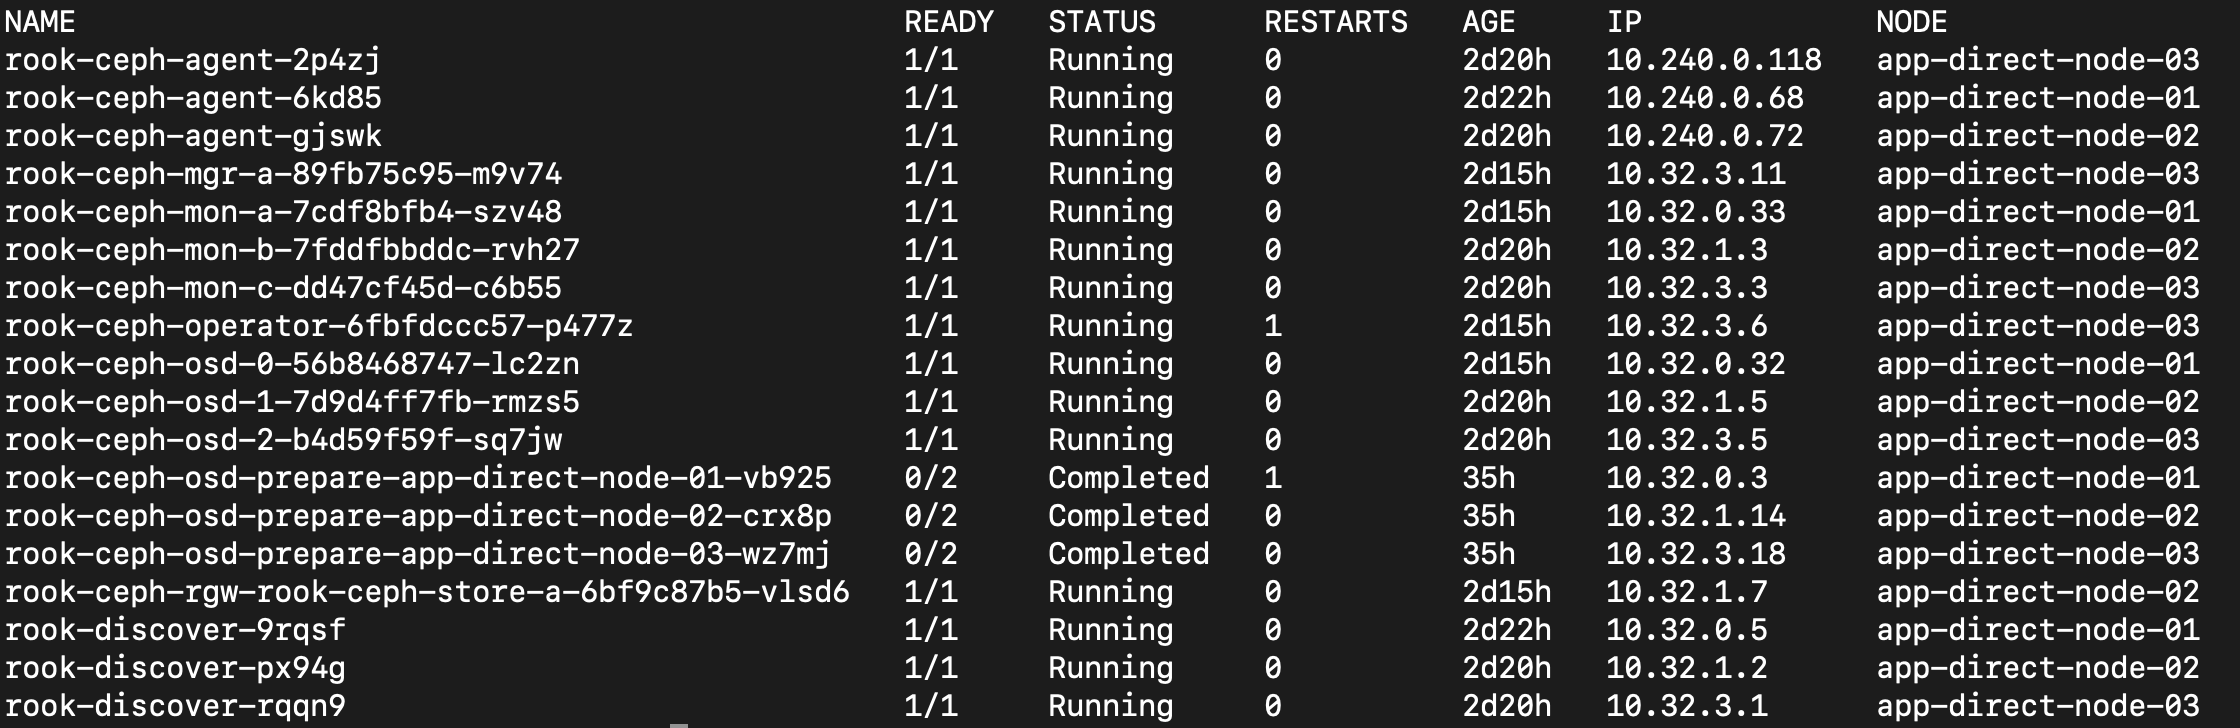 NAME READY STATUS RESTARTS AGE IP NODE
rook-ceph-agent-2p4zj 1/1 Running 0 2d20h 10.240.0.118 app-direct-node-03
rook-ceph-agent-6kd85 1/1 Running 0 2d22h 10.240.0.68 app-direct-node-01
rook-ceph-agent-gjswk 1/1 Running 0 2d20h 10.240.0.72 app-direct-node-02
rook-ceph-mgr-a-89fb75c95-m9v74 1/1 Running 0 2d15h 10.32.3.11 app-direct-node-03
rook-ceph-mon-a-7cdf8bfb4-szv48 1/1 Running 0 2d15h 10.32.0.33 app-direct-node-01
rook-ceph-mon-b-7fddfbbddc-rvh27 1/1 Running 0 2d20h 10.32.1.3 app-direct-node-02
rook-ceph-mon-c-dd47cf45d-c6b55 1/1 Running 0 2d20h 10.32.3.3 app-direct-node-03
rook-ceph-operator-6fbfdccc57-p477z 1/1 Running 1 2d15h 10.32.3.6 app-direct-node-03
rook-ceph-osd-0-56b8468747-lc2zn 1/1 Running 0 2d15h 10.32.0.32 app-direct-node-01
rook-ceph-osd-1-7d9d4ff7fb-rmzs5 1/1 Running 0 2d20h 10.32.1.5 app-direct-node-02
rook-ceph-osd-2-b4d59f59f-sq7jw 1/1 Running 0 2d20h 10.32.3.5 app-direct-node-03
rook-ceph-osd-prepare-app-direct-node-01-vb925 0/2 Completed 1 35h 10.32.0.3 app-direct-node-01
rook-ceph-osd-prepare-app-direct-node-02-crx8p 0/2 Completed 0 35h 10.32.1.14 app-direct-node-02
rook-ceph-osd-prepare-app-direct-node-03-wz7mj 0/2 Completed 0 35h 10.32.3.18 app-direct-node-03
rook-ceph-rgw-rook-ceph-store-a-6bf9c87b5-vlsd6 1/1 Running 0 2d15h 10.32.1.7 app-direct-node-02
rook-discover-9rqsf 1/1 Running 0 2d22h 10.32.0.5 app-direct-node-01
rook-discover-px94g 1/1 Running 0 2d20h 10.32.1.2 app-direct-node-02
rook-discover-rqqn9 1/1 Running 0 2d20h 10.32.3.1 app-direct-node-03